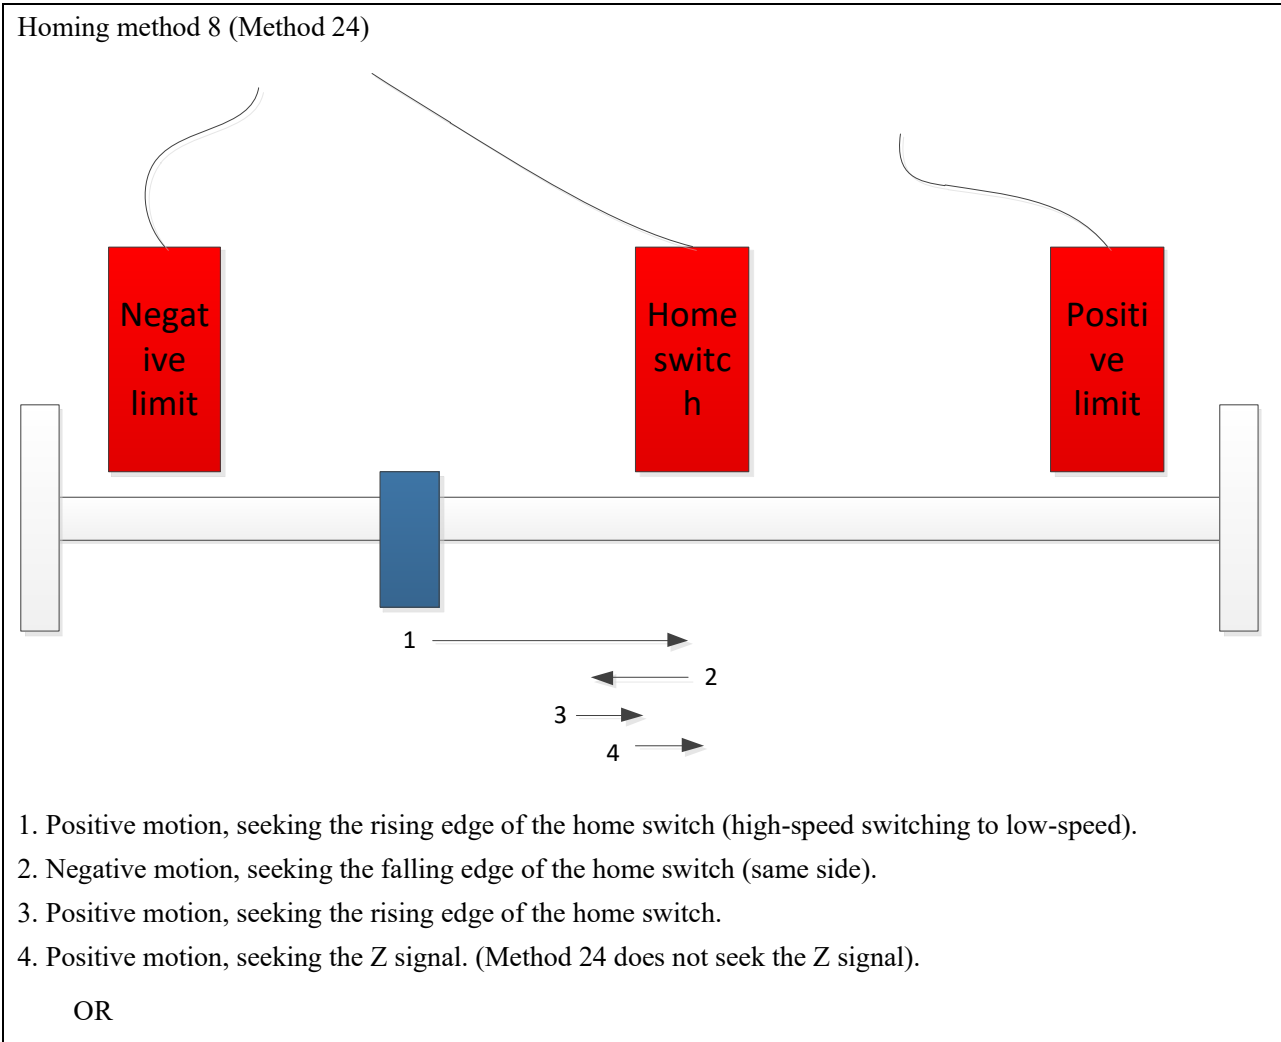 Homing method 8 (Method 24)
Negat
ive
limit
Home
switc
h
Positi
ve
limit
1
2
3
4
1. Positive motion, seeking the rising edge of the home switch (high-speed switching to low-speed).
2. Negative motion, seeking the falling edge of the home switch (same side).
3. Positive motion, seeking the rising edge of the home switch.
4. Positive motion, seeking the Z signal. (Method 24 does not seek the Z signal).
OR